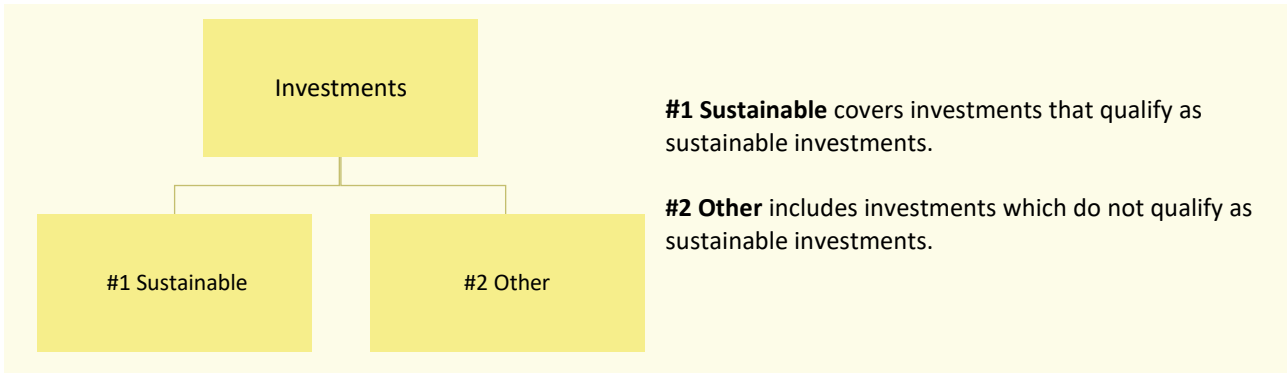 Investments
#1 Sustainable
#2 Other
#1 Sustainable covers investments that qualify as
sustainable investments.
#2 Other includes investments which do not qualify as
sustainable investments.